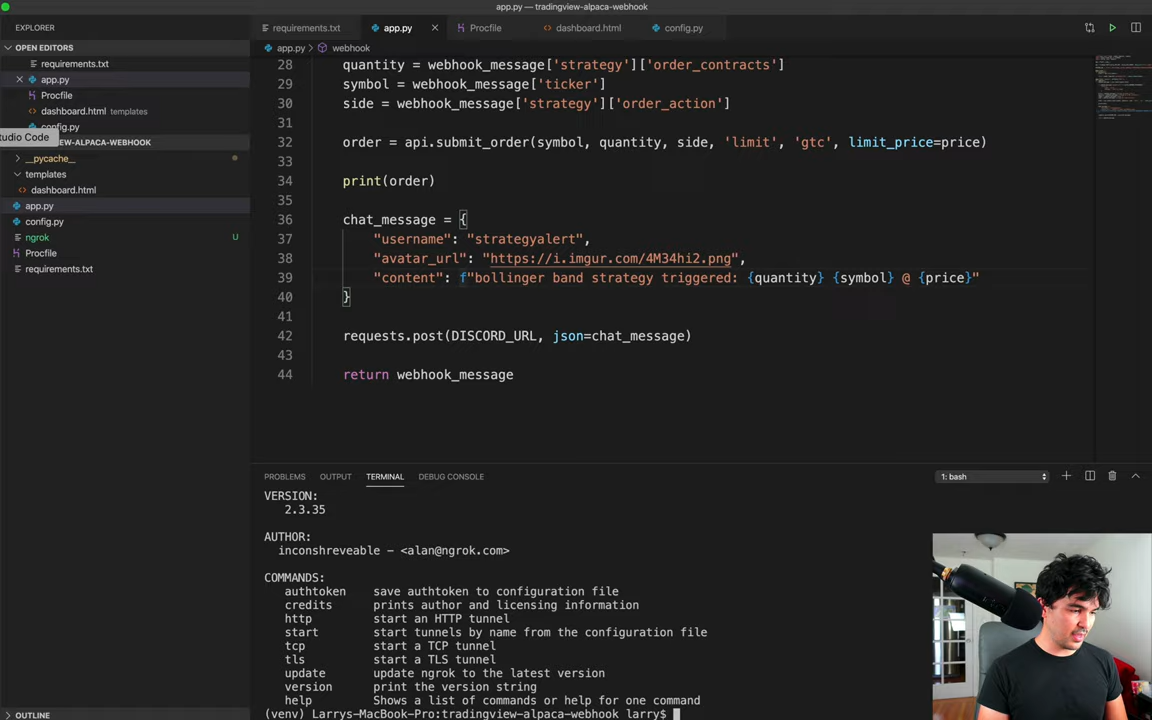 app.py — tradingview-alpaca-webhook
EXPLORER
requirements.txt
app.py
Procfile
dashboard.html
config.py
OPEN EDITORS
app.py > webhook
requirements.txt
app.py
Procfile
dashboard.html templates
config.py
tudio Code
VIEW-ALPACA-WEBHOOK
__pycache__
templates
dashboard.html
app.py
config.py
ngrok U
Procfile
requirements.txt
28 quantity = webhook_message['strategy']['order_contracts']
29 symbol = webhook_message['ticker']
30 side = webhook_message['strategy']['order_action']
31
32 order = api.submit_order(symbol, quantity, side, 'limit', 'gtc', limit_price=price)
33
34 print(order)
35
36 chat_message = {
37 "username": "strategyalert",
38 "avatar_url": "https://i.imgur.com/4M34hi2.png",
39 "content": f"bollinger band strategy triggered: {quantity} {symbol} @ {price}"
40 }
41
42 requests.post(DISCORD_URL, json=chat_message)
43
44 return webhook_message
PROBLEMS OUTPUT TERMINAL DEBUG CONSOLE
1: bash
VERSION:
2.3.35
AUTHOR:
inconshreveable - <alan@ngrok.com>
COMMANDS:
authtoken save authtoken to configuration file
credits prints author and licensing information
http start an HTTP tunnel
start start tunnels by name from the configuration file
tcp start a TCP tunnel
tls start a TLS tunnel
update update ngrok to the latest version
version print the version string
help Shows a list of commands or help for one command
(venv) Larrys-MacBook-Pro:tradingview-alpaca-webhook larry$
OUTLINE